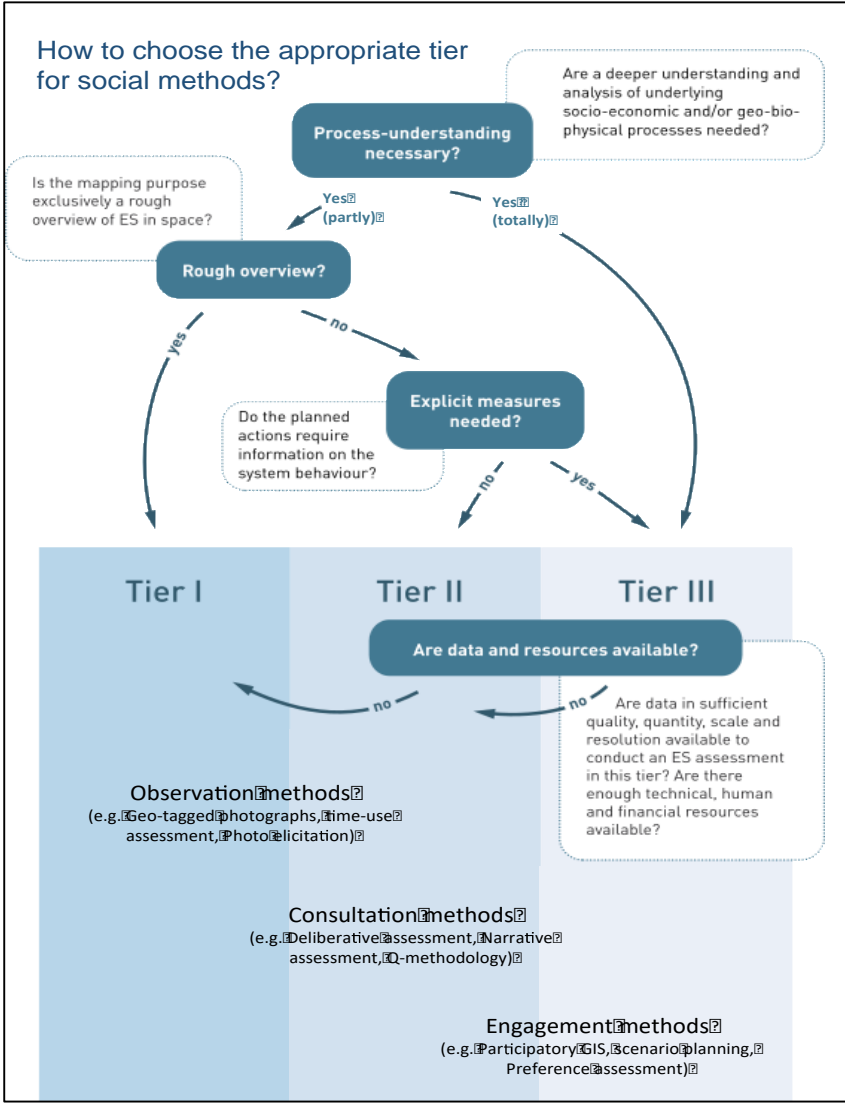 How to choose the appropriate tier
for social methods?
Are a deeper understanding and
analysis of underlying
socio-economic and/or geo-bio-
physical processes needed?
Process-understanding
necessary?
Is the mapping purpose
exclusively a rough
overview of ES in space?
Yes
(partly)
Yes
(totally)
Rough overview?
yes
no
Explicit measures
needed?
Do the planned
actions require
information on the
system behaviour?
no
yes
Tier I
Tier II
Tier III
Are data and resources available?
no
no
Are data in sufficient
quality, quantity, scale and
resolution available to
conduct an ES assessment
in this tier? Are there
enough technical, human
and financial resources
available?
Observation methods
(e.g. Geo-tagged photographs, time-use
assessment, Photo elicitation)
Consultation methods
(e.g. Deliberative assessment, Narrative
assessment, Q-methodology)
Engagement methods
(e.g. Participatory GIS, scenario planning,
Preference assessment)